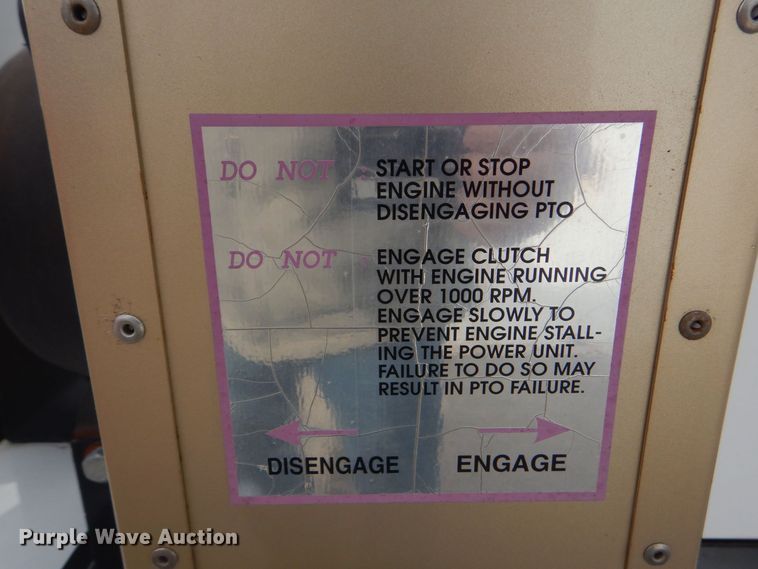 DO NOT : START OR STOP
ENGINE WITHOUT
DISENGAGING PTO
DO NOT : ENGAGE CLUTCH
WITH ENGINE RUNNING
OVER 1000 RPM.
ENGAGE SLOWLY TO
PREVENT ENGINE STALL-
ING THE POWER UNIT.
FAILURE TO DO SO MAY
RESULT IN PTO FAILURE.
DISENGAGE ENGAGE
Purple Wave Auction